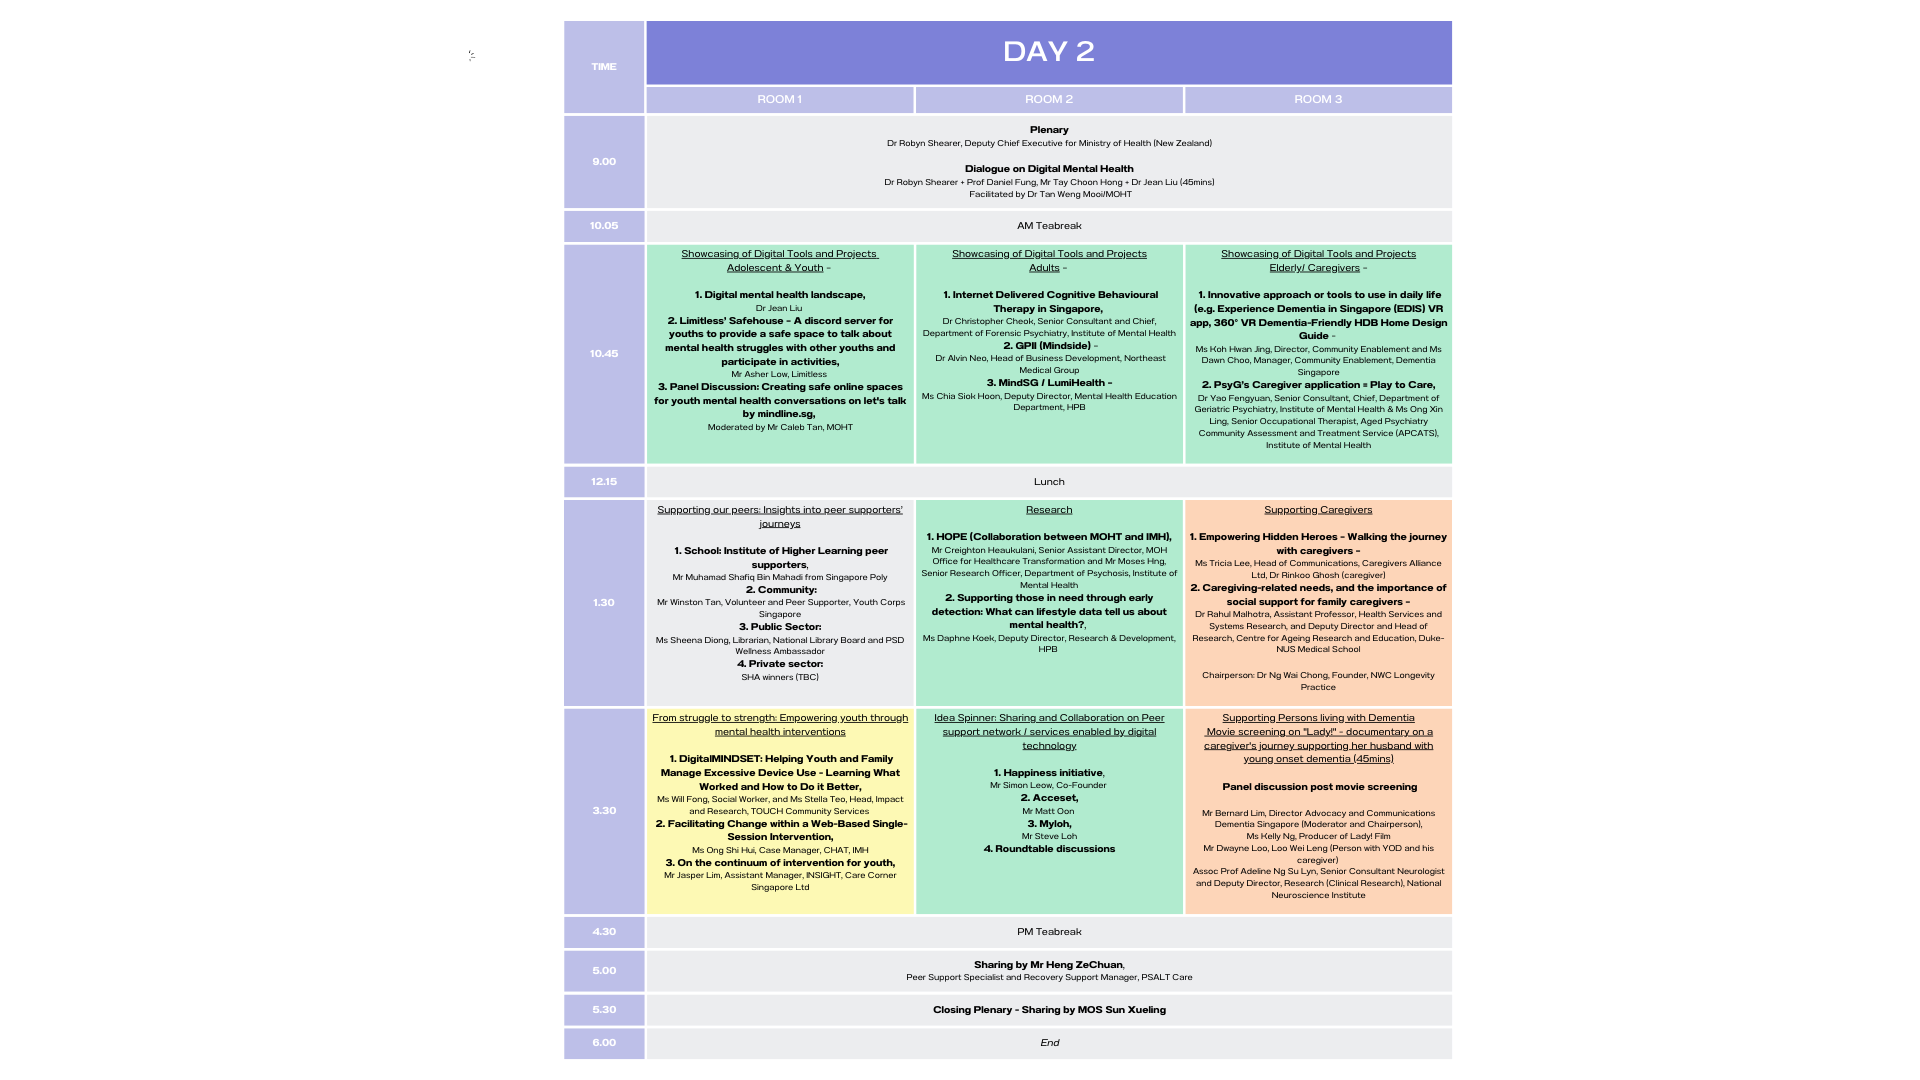 TIME
DAY 2
ROOM 1
ROOM 2
ROOM 3
9.00
Plenary
Dr Robyn Shearer, Deputy Chief Executive for Ministry of Health (New Zealand)
Dialogue on Digital Mental Health
Dr Robyn Shearer + Prof Daniel Fung, Mr Tay Choon Hong + Dr Jean Liu (45mins)
Facilitated by Dr Tan Weng Mooi/MOHT
10.05
AM Teabreak
10.45
Showcasing of Digital Tools and Projects
Adolescent & Youth –
1. Digital mental health landscape,
Dr Jean Liu
2. Limitless' Safehouse – A discord server for
youths to provide a safe space to talk about
mental health struggles with other youths and
participate in activities,
Mr Asher Low, Limitless
3. Panel Discussion: Creating safe online spaces
for youth mental health conversations on let's talk
by mindline.sg,
Moderated by Mr Caleb Tan, MOHT
Showcasing of Digital Tools and Projects
Adults –
1. Internet Delivered Cognitive Behavioural
Therapy in Singapore,
Dr Christopher Cheok, Senior Consultant and Chief,
Department of Forensic Psychiatry, Institute of Mental Health
2. GPII (Mindside) –
Dr Alvin Neo, Head of Business Development, Northeast
Medical Group
3. MindSG / LumiHealth –
Ms Chia Siok Hoon, Deputy Director, Mental Health Education
Department, HPB
Showcasing of Digital Tools and Projects
Elderly/ Caregivers –
1. Innovative approach or tools to use in daily life
(e.g. Experience Dementia in Singapore (EDIS) VR
app, 360° VR Dementia-Friendly HDB Home Design
Guide -
Ms Koh Hwan Jing, Director, Community Enablement and Ms
Dawn Choo, Manager, Community Enablement, Dementia
Singapore
2. PsyG's Caregiver application = Play to Care,
Dr Yao Fengyuan, Senior Consultant, Chief, Department of
Geriatric Psychiatry, Institute of Mental Health & Ms Ong Xin
Ling, Senior Occupational Therapist, Aged Psychiatry
Community Assessment and Treatment Service (APCATS),
Institute of Mental Health
12.15
Lunch
1.30
Supporting our peers: Insights into peer supporters'
journeys
1. School: Institute of Higher Learning peer
supporters,
Mr Muhamad Shafiq Bin Mahadi from Singapore Poly
2. Community:
Mr Winston Tan, Volunteer and Peer Supporter, Youth Corps
Singapore
3. Public Sector:
Ms Sheena Diong, Librarian, National Library Board and PSD
Wellness Ambassador
4. Private sector:
SHA winners (TBC)
Research
1. HOPE (Collaboration between MOHT and IMH),
Mr Creighton Heaukulani, Senior Assistant Director, MOH
Office for Healthcare Transformation and Mr Moses Hng,
Senior Research Officer, Department of Psychosis, Institute of
Mental Health
2. Supporting those in need through early
detection: What can lifestyle data tell us about
mental health?,
Ms Daphne Koek, Deputy Director, Research & Development,
HPB
Supporting Caregivers
1. Empowering Hidden Heroes – Walking the journey
with caregivers –
Ms Tricia Lee, Head of Communications, Caregivers Alliance
Ltd, Dr Rinkoo Ghosh (caregiver)
2. Caregiving-related needs, and the importance of
social support for family caregivers –
Dr Rahul Malhotra, Assistant Professor, Health Services and
Systems Research, and Deputy Director and Head of
Research, Centre for Ageing Research and Education, Duke-
NUS Medical School
Chairperson: Dr Ng Wai Chong, Founder, NWC Longevity
Practice
3.30
From struggle to strength: Empowering youth through
mental health interventions
1. DigitalMINDSET: Helping Youth and Family
Manage Excessive Device Use - Learning What
Worked and How to Do it Better,
Ms Will Fong, Social Worker, and Ms Stella Teo, Head, Impact
and Research, TOUCH Community Services
2. Facilitating Change within a Web-Based Single-
Session Intervention,
Ms Ong Shi Hui, Case Manager, CHAT, IMH
3. On the continuum of intervention for youth,
Mr Jasper Lim, Assistant Manager, INSIGHT, Care Corner
Singapore Ltd
Idea Spinner: Sharing and Collaboration on Peer
support network / services enabled by digital
technology
1. Happiness initiative,
Mr Simon Leow, Co-Founder
2. Acceset,
Mr Matt Oon
3. Myloh,
Mr Steve Loh
4. Roundtable discussions
Supporting Persons living with Dementia
Movie screening on "Lady!" - documentary on a
caregiver's journey supporting her husband with
young onset dementia (45mins)
Panel discussion post movie screening
Mr Bernard Lim, Director Advocacy and Communications
Dementia Singapore (Moderator and Chairperson),
Ms Kelly Ng, Producer of Lady! Film
Mr Dwayne Loo, Loo Wei Leng (Person with YOD and his
caregiver)
Assoc Prof Adeline Ng Su Lyn, Senior Consultant Neurologist
and Deputy Director, Research (Clinical Research), National
Neuroscience Institute
4.30
PM Teabreak
5.00
Sharing by Mr Heng ZeChuan,
Peer Support Specialist and Recovery Support Manager, PSALT Care
5.30
Closing Plenary - Sharing by MOS Sun Xueling
6.00
End